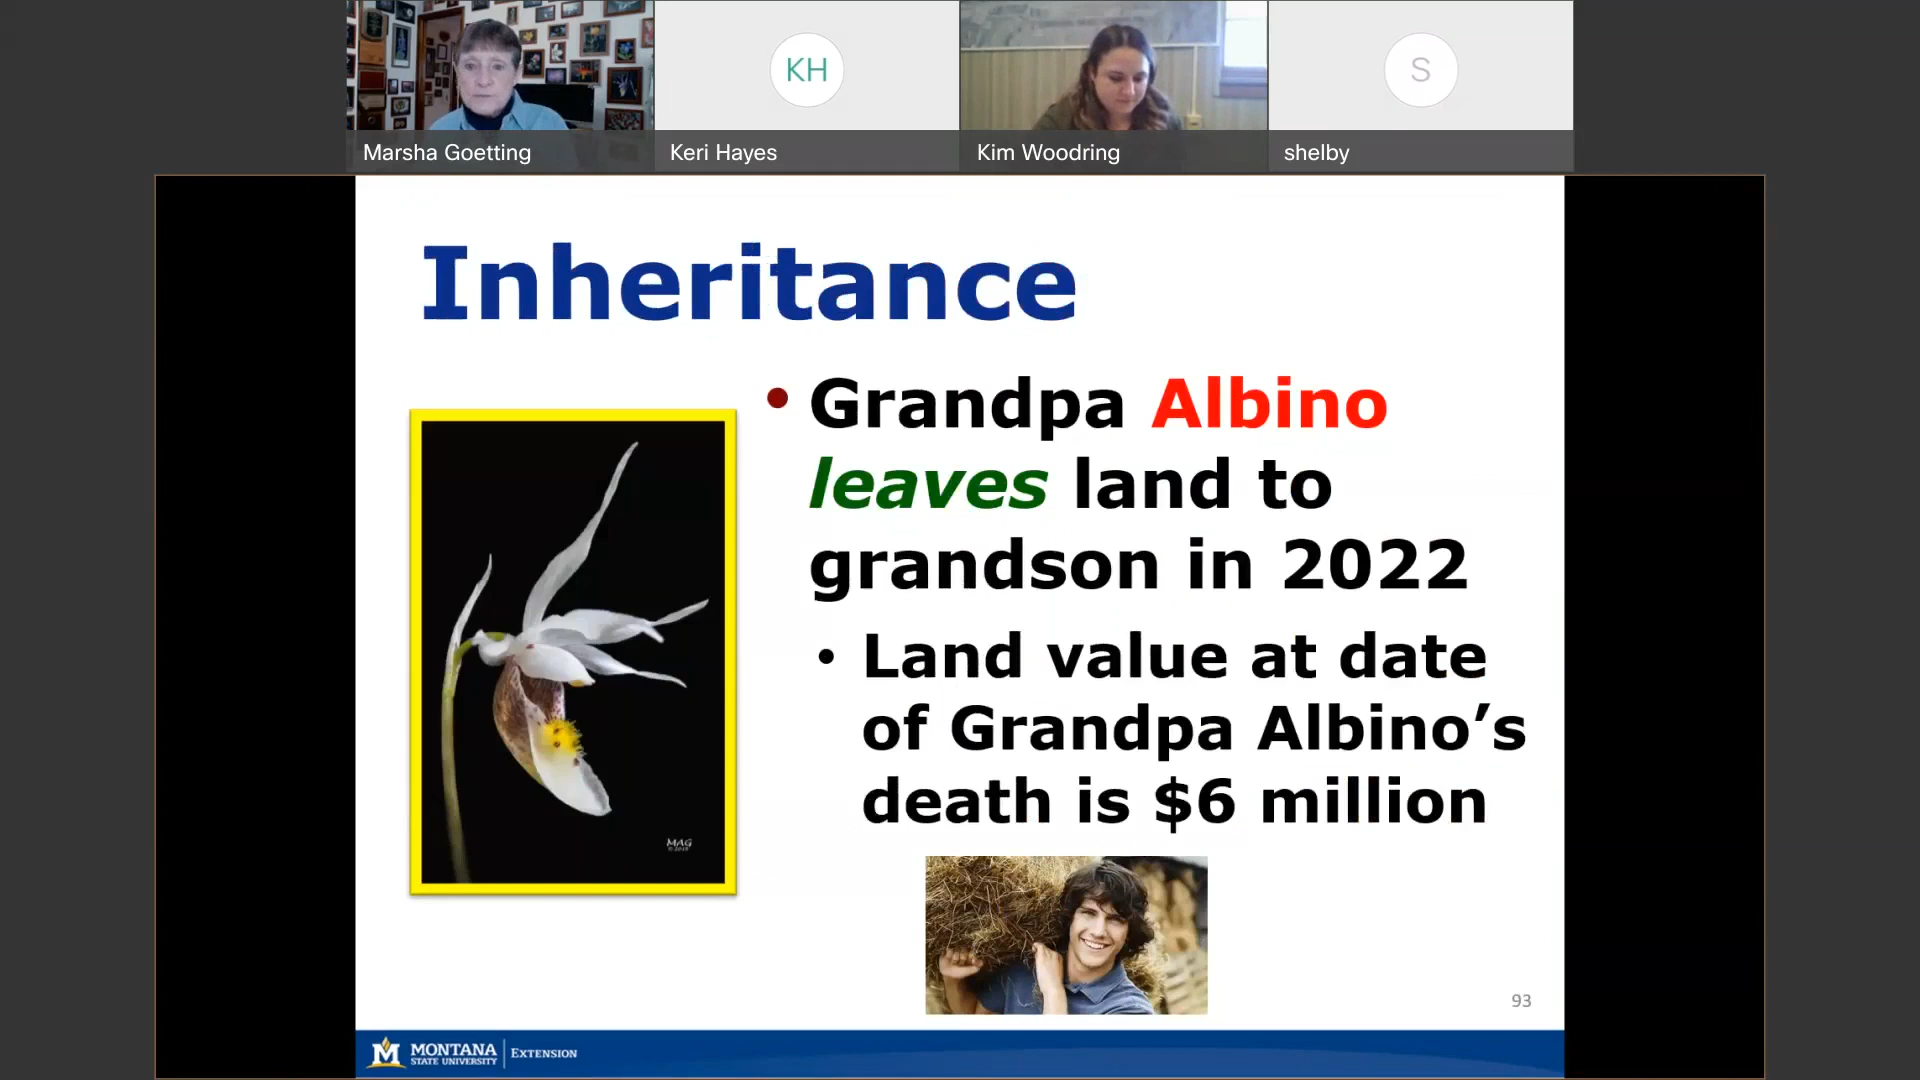 Marsha Goetting
KH
Keri Hayes
Kim Woodring
S
shelby
Inheritance
• Grandpa Albino
leaves land to
grandson in 2022
• Land value at date
of Grandpa Albino’s
death is $6 million
MAG
93
M MONTANA
STATE UNIVERSITY
EXTENSION